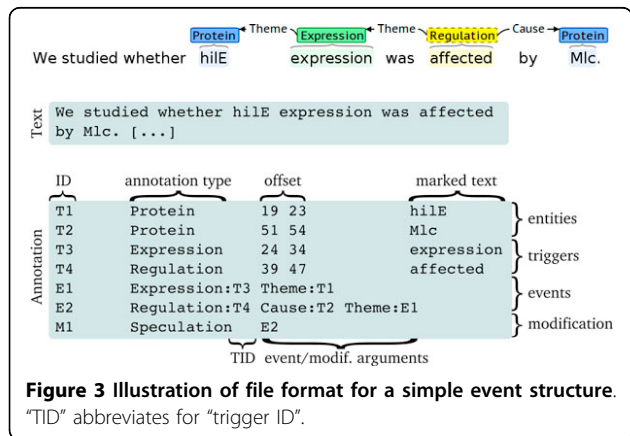 Protein Theme Expression Theme Regulation Cause Protein
We studied whether hilE expression was affected by Mlc.
Text
We studied whether hilE expression was affected
by Mlc. [...]
ID annotation type offset marked text
Annotation
T1 Protein 19 23 hilE
T2 Protein 51 54 Mlc
entities
T3 Expression 24 34 expression
T4 Regulation 39 47 affected
triggers
E1 Expression:T3 Theme:T1
E2 Regulation:T4 Cause:T2 Theme:E1
events
M1 Speculation E2
modification
TID event/modif. arguments
Figure 3 Illustration of file format for a simple event structure.
"TID" abbreviates for "trigger ID".